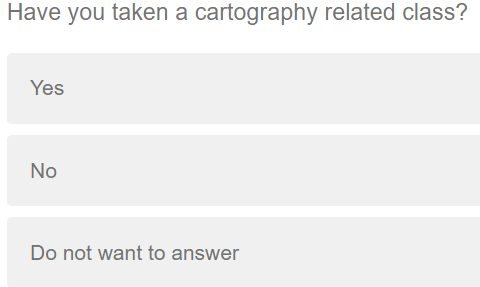 Have you taken a cartography related class?
Yes
No
Do not want to answer